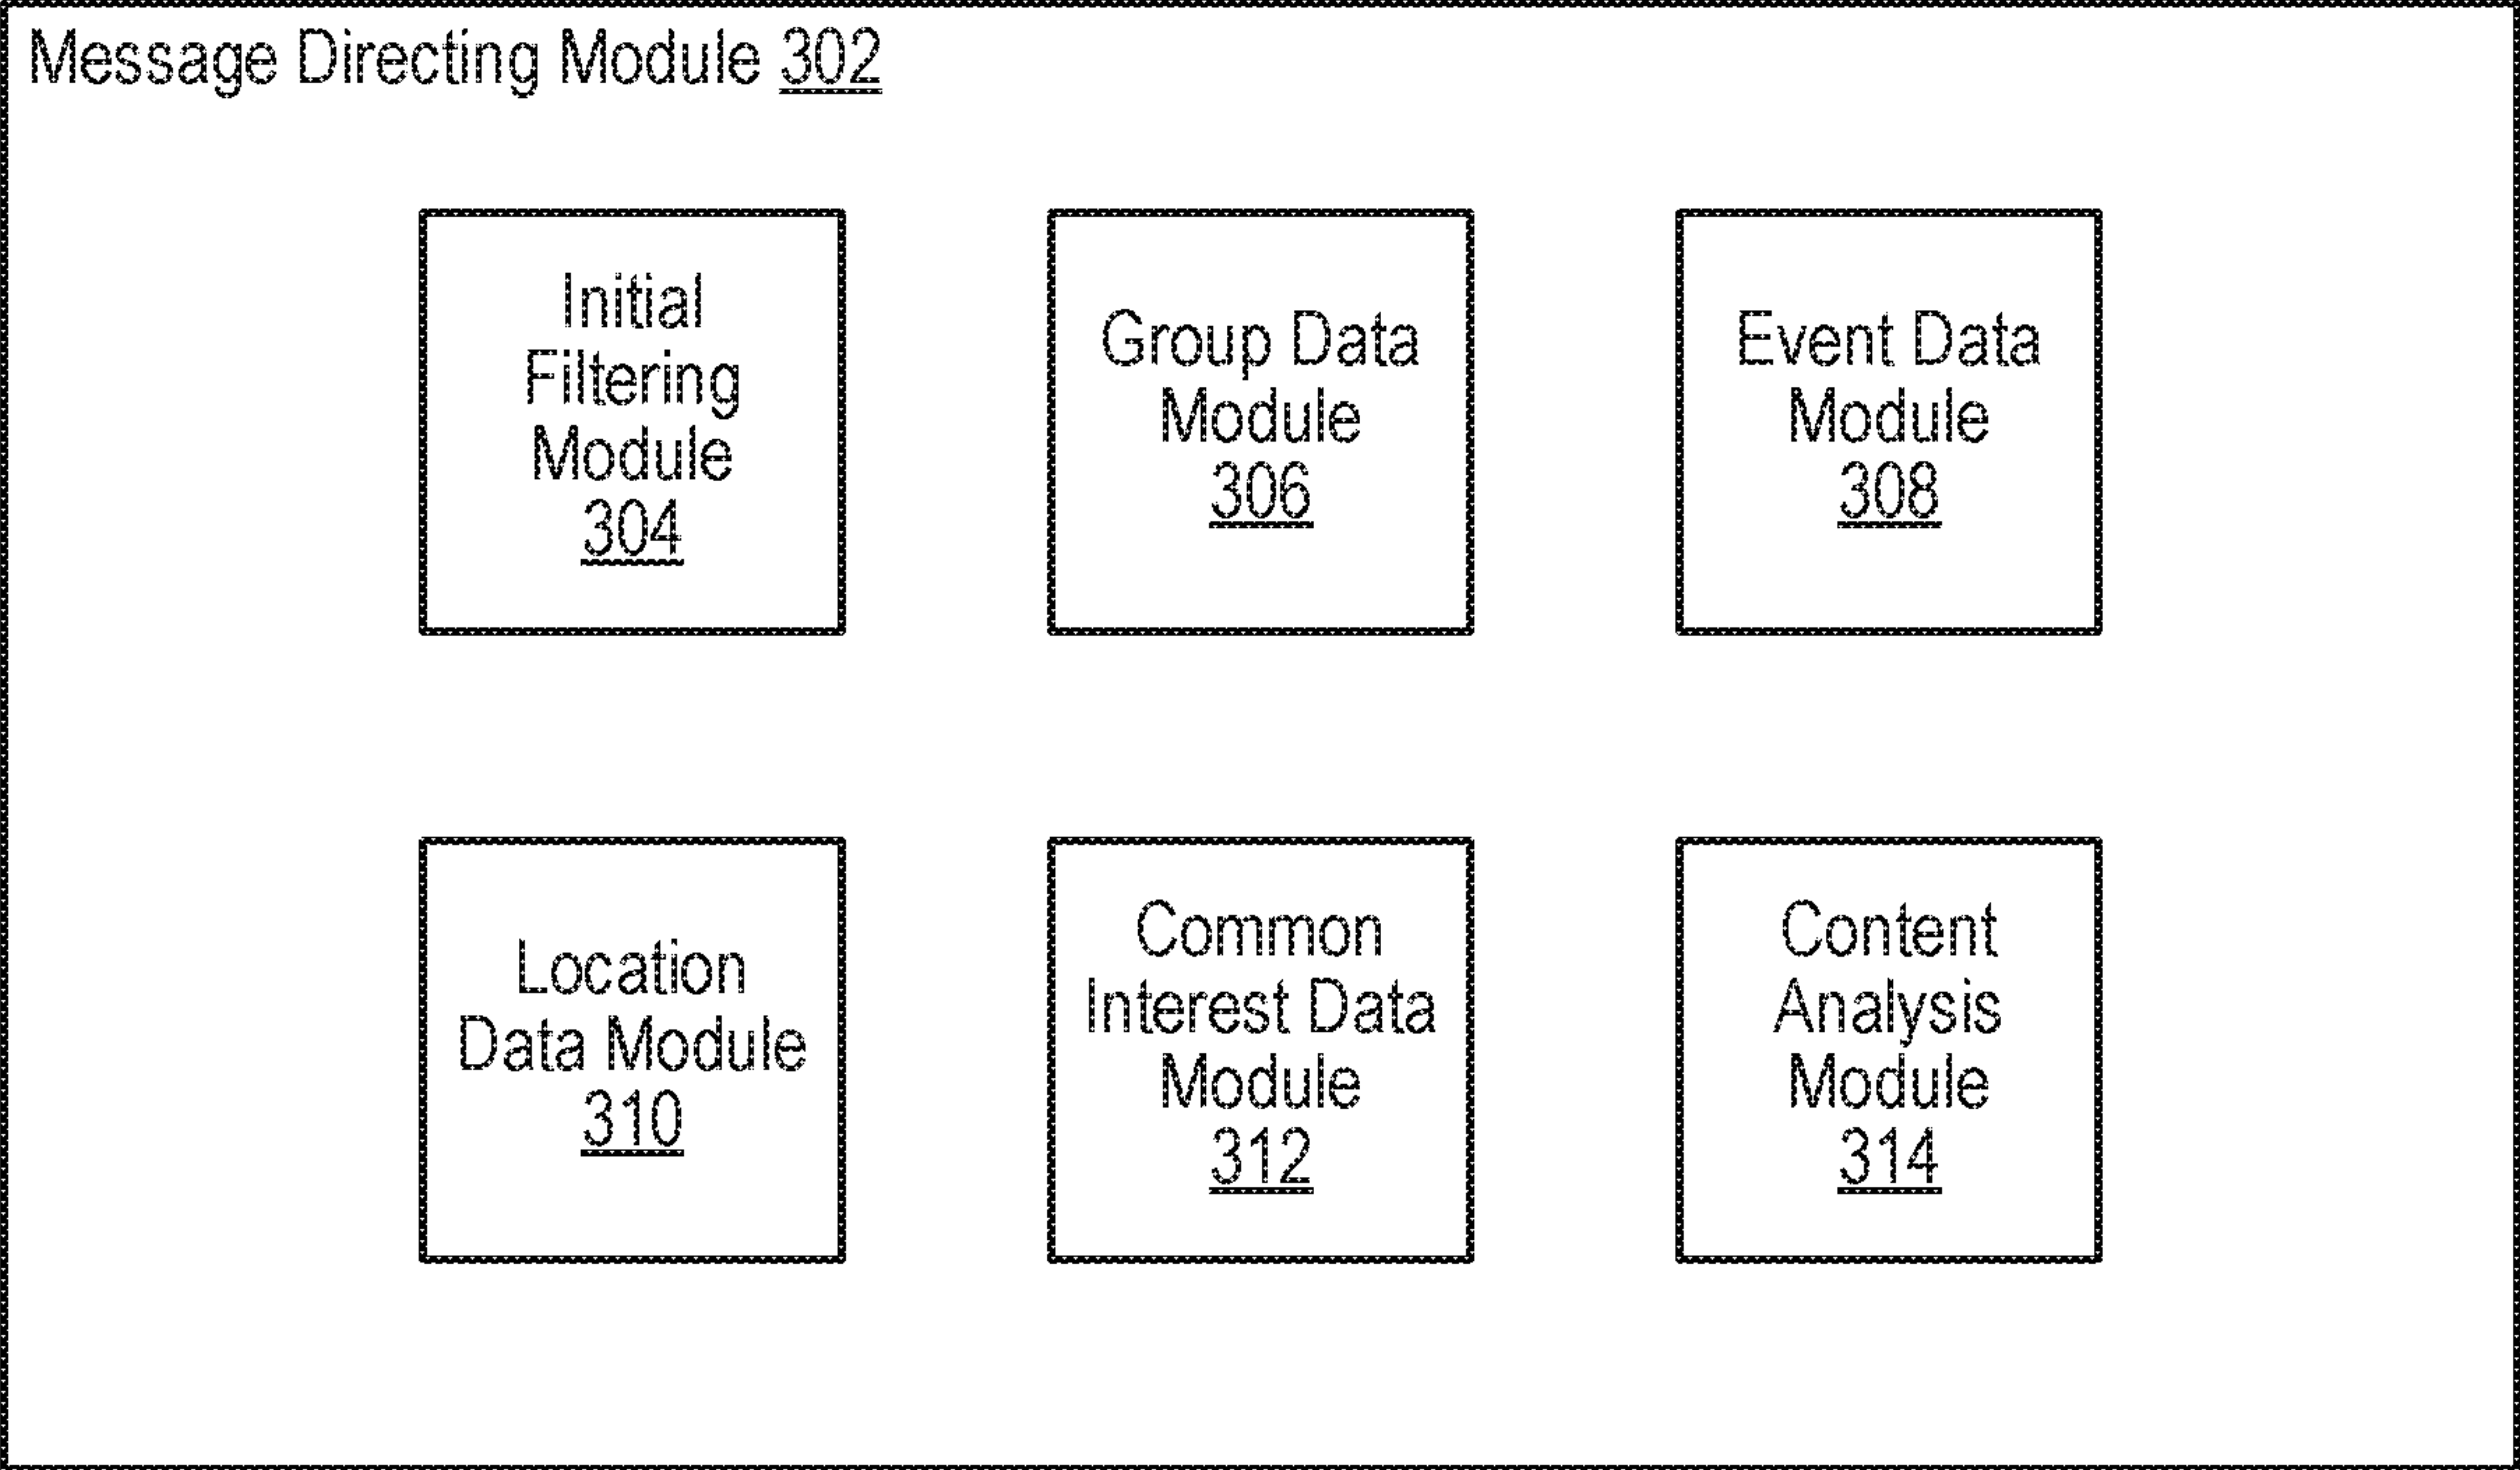 Message Directing Module 302
Initial
Filtering
Module
304
Group Data
Module
306
Event Data
Module
308
Location
Data Module
310
Common
Interest Data
Module
312
Content
Analysis
Module
314